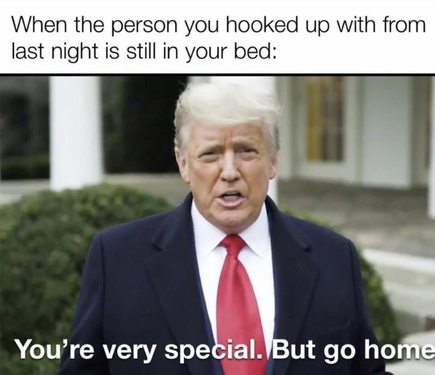 When the person you hooked up with from
last night is still in your bed:
You're very special. But go home